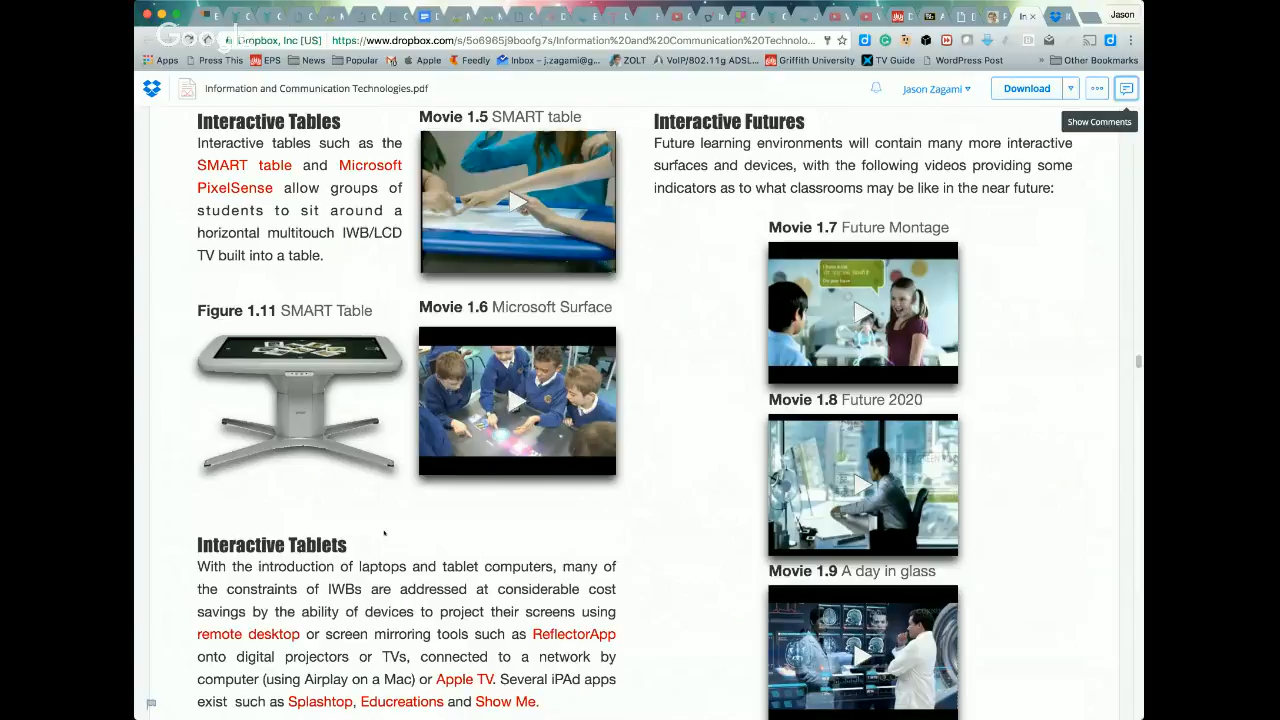 Jason
Dropbox, Inc [US]
https://www.dropbox.com/s/5o6965j9boofg7s/Information%20and%20Communication%20Technolo...
Apps
Press This
EPS
News
Popular
Apple
Feedly
Inbox – j.zagami@g...
ZOLT
VoIP/802.11g ADSL...
Griffith University
TV Guide
WordPress Post
Other Bookmarks
Information and Communication Technologies.pdf
Jason Zagami
Download
Show Comments
Interactive Tables
Interactive tables such as the
SMART table and Microsoft
PixelSense allow groups of
students to sit around a
horizontal multitouch IWB/LCD
TV built into a table.
Movie 1.5 SMART table
Figure 1.11 SMART Table
Movie 1.6 Microsoft Surface
Interactive Tablets
With the introduction of laptops and tablet computers, many of
the constraints of IWBs are addressed at considerable cost
savings by the ability of devices to project their screens using
remote desktop or screen mirroring tools such as ReflectorApp
onto digital projectors or TVs, connected to a network by
computer (using Airplay on a Mac) or Apple TV. Several iPAd apps
exist such as Splashtop, Educreations and Show Me.
Interactive Futures
Future learning environments will contain many more interactive
surfaces and devices, with the following videos providing some
indicators as to what classrooms may be like in the near future:
Movie 1.7 Future Montage
Movie 1.8 Future 2020
Movie 1.9 A day in glass